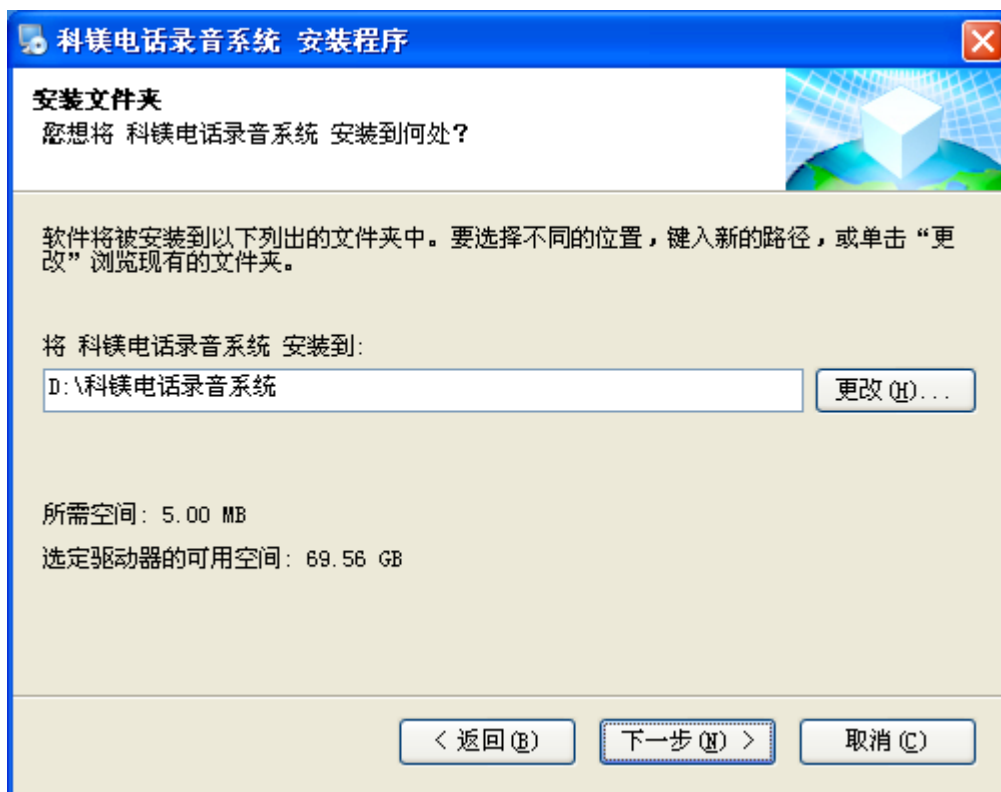 科镁电话录音系统 安装程序
安装文件夹
您想将 科镁电话录音系统 安装到何处?
软件将被安装到以下列出的文件夹中。要选择不同的位置，键入新的路径，或单击“更
改”浏览现有的文件夹。
将 科镁电话录音系统 安装到:
D:\科镁电话录音系统
更改(H)...
所需空间: 5.00 MB
选定驱动器的可用空间: 69.56 GB
< 返回(B)
下一步(N) >
取消(C)